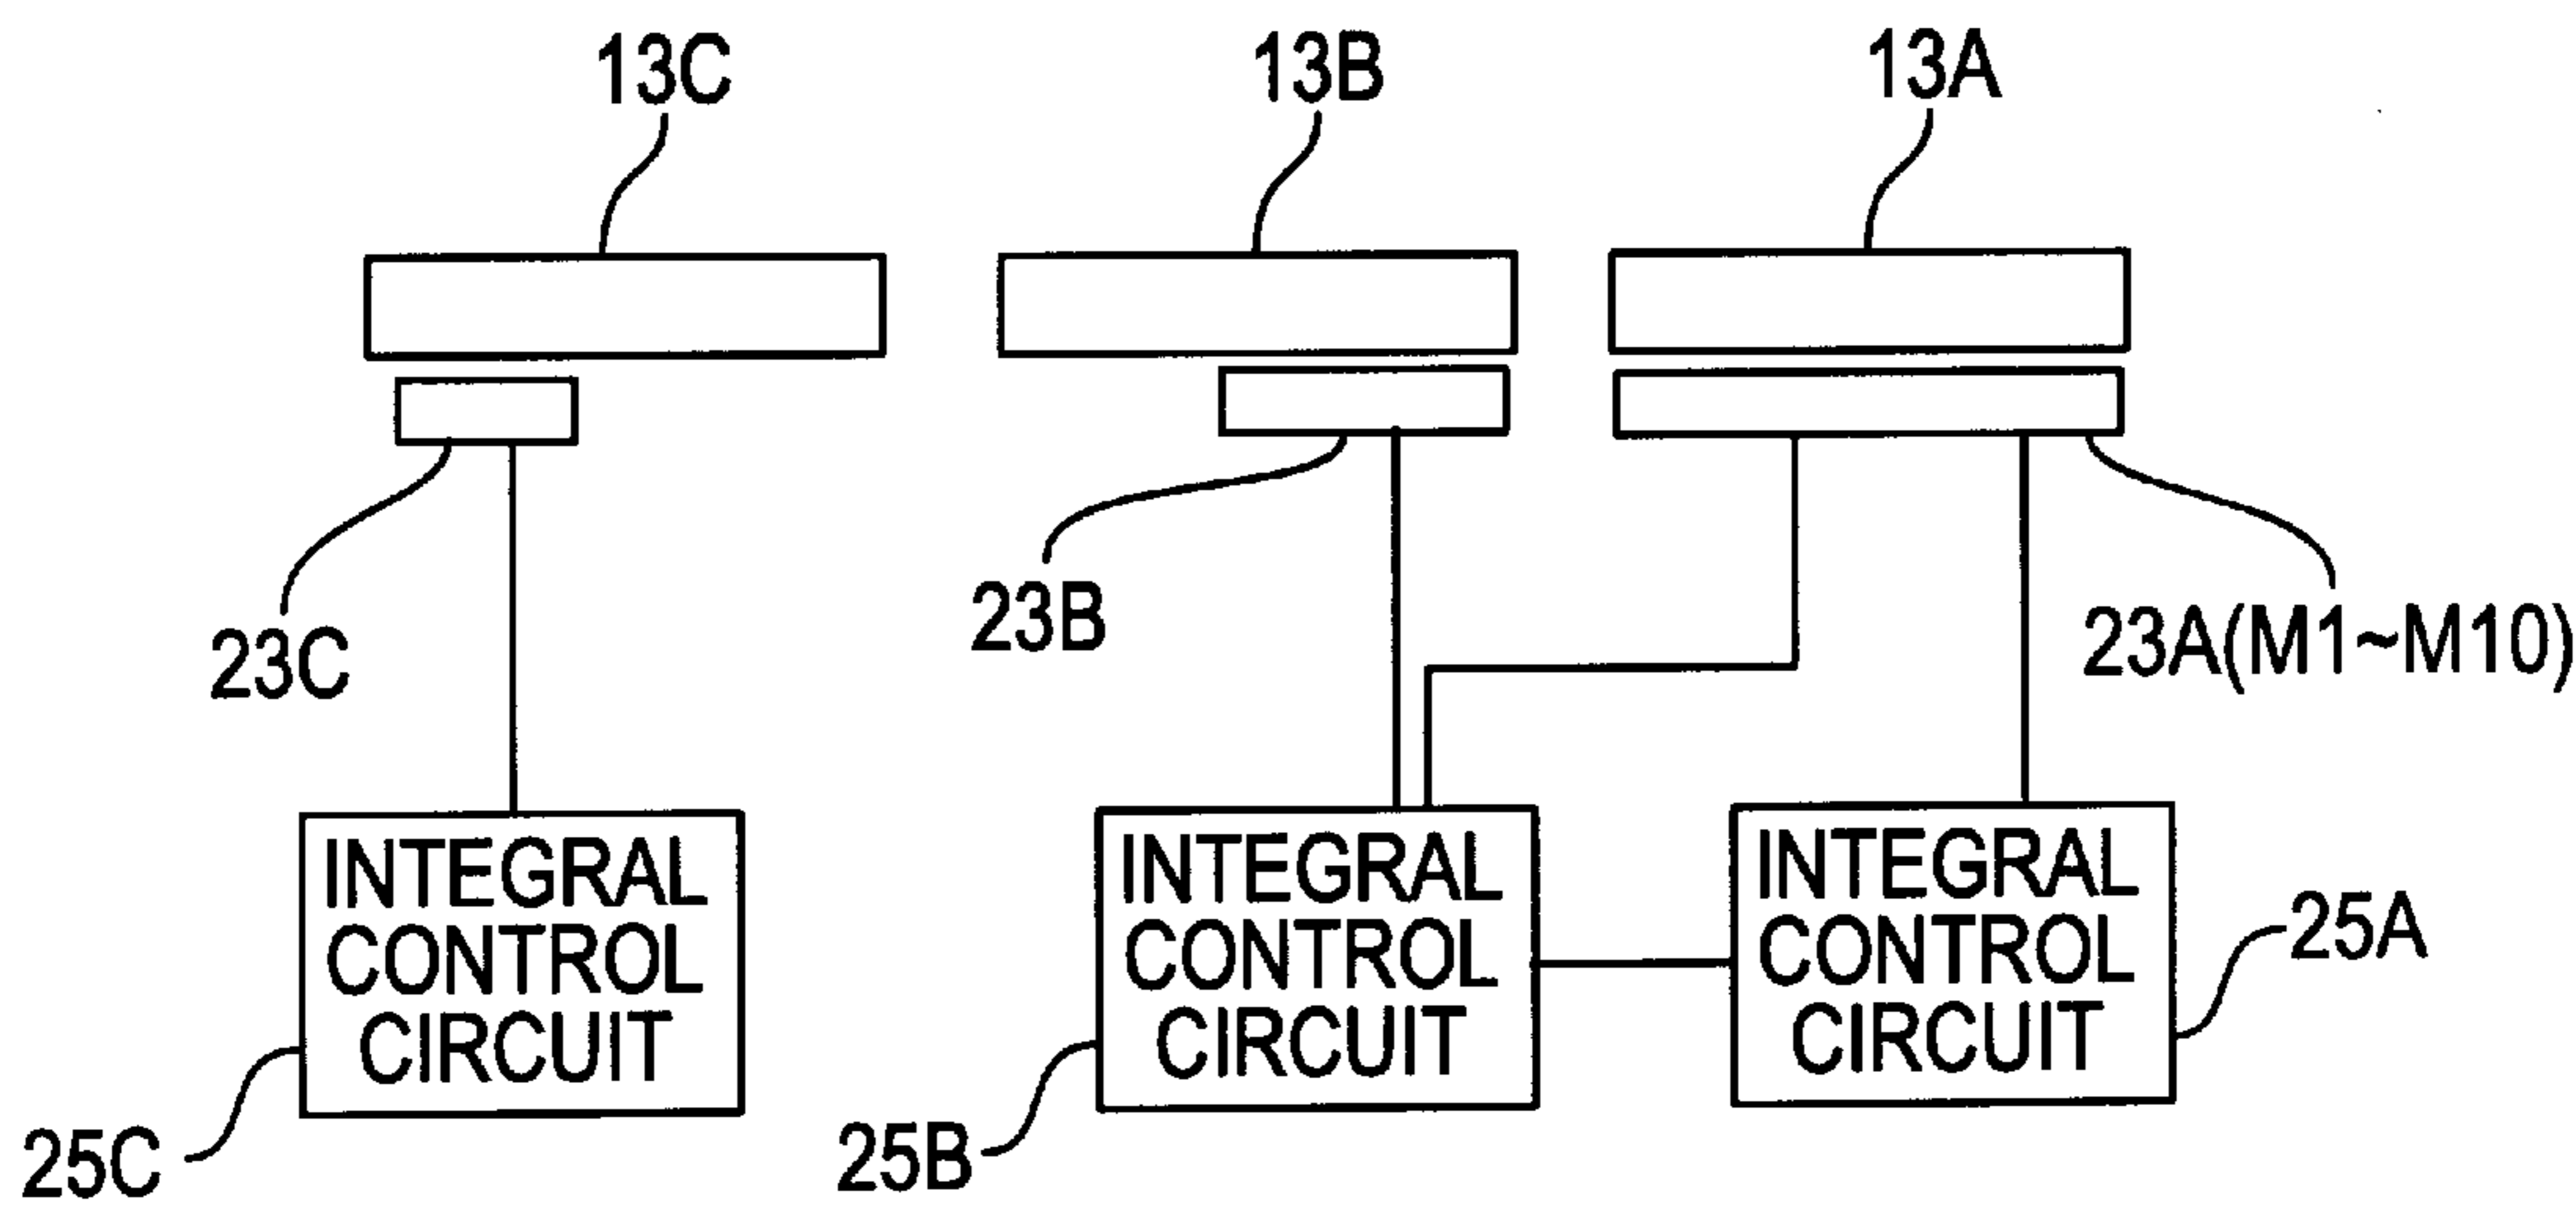 13C
13B
13A
23C
23B
23A(M1~M10)
INTEGRAL
CONTROL
CIRCUIT
25C
INTEGRAL
CONTROL
CIRCUIT
25B
INTEGRAL
CONTROL
CIRCUIT
25A